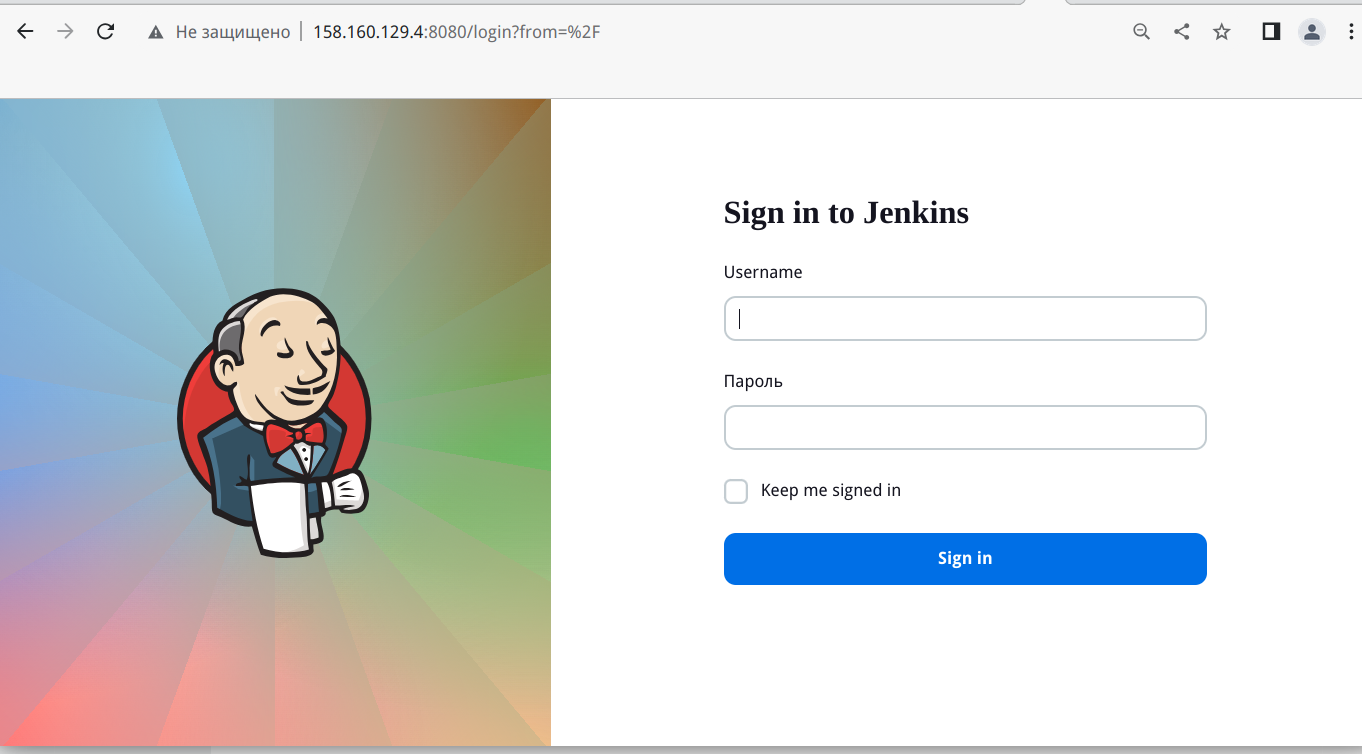 Не защищено 158.160.129.4:8080/login?from=%2F
Sign in to Jenkins
Username
Пароль
Keep me signed in
Sign in